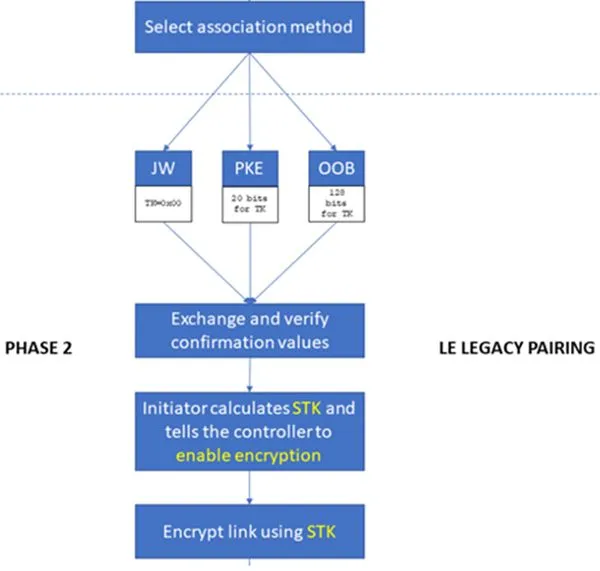 Select association method
JW
PKE
OOB
TK=0x00
20 bits
for TK
128
bits
for TK
Exchange and verify
confirmation values
PHASE 2
LE LEGACY PAIRING
Initiator calculates STK and
tells the controller to
enable encryption
Encrypt link using STK